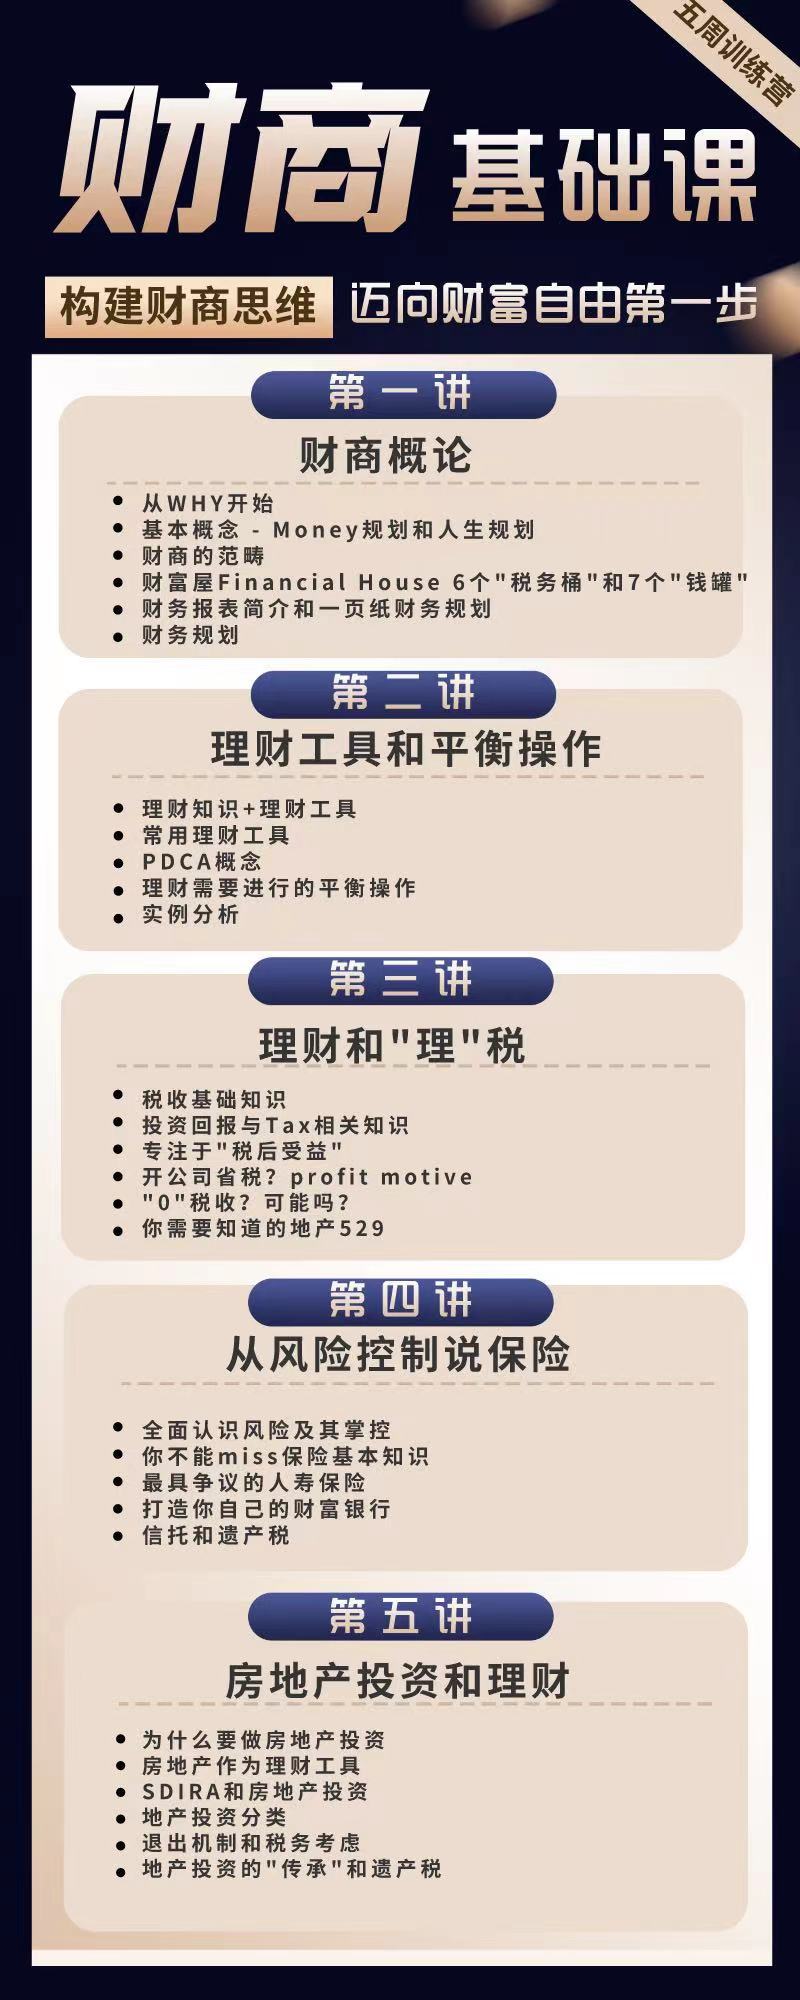 五周训练营
财商 基础课
构建财商思维 迈向财富自由第一步
第一讲
财商概论
从WHY开始
基本概念 - Money规划和人生规划
财商的范畴
财富屋Financial House 6个"税务桶"和7个"钱罐"
财务报表简介和一页纸财务规划
财务规划
第二讲
理财工具和平衡操作
理财知识+理财工具
常用理财工具
PDCA概念
理财需要进行的平衡操作
实例分析
第三讲
理财和"理"税
税收基础知识
投资回报与Tax相关知识
专注于"税后受益"
开公司省税？profit motive
"0"税收？可能吗？
你需要知道的地产529
第四讲
从风险控制说保险
全面认识风险及其掌控
你不能miss保险基本知识
最具争议的人寿保险
打造你自己的财富银行
信托和遗产税
第五讲
房地产投资和理财
为什么要做房地产投资
房地产作为理财工具
SDIRA和房地产投资
地产投资分类
退出机制和税务考虑
地产投资的"传承"和遗产税